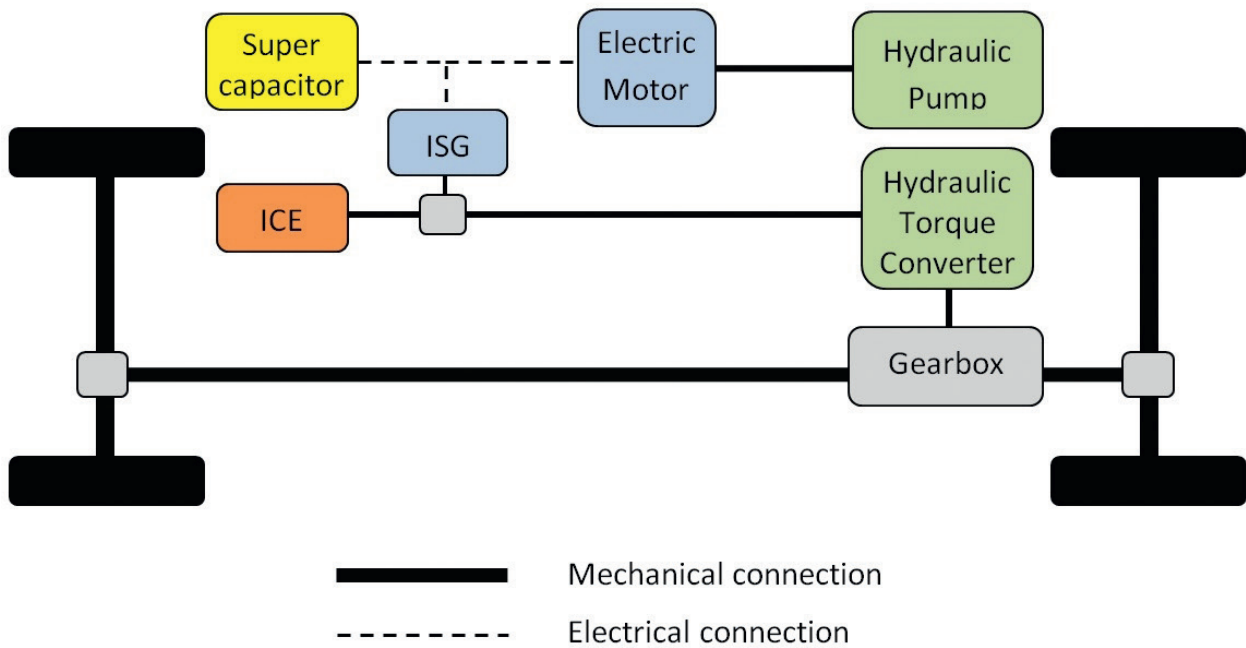 Super
capacitor
Electric
Motor
Hydraulic
Pump
ISG
ICE
Hydraulic
Torque
Converter
Gearbox
Mechanical connection
Electrical connection